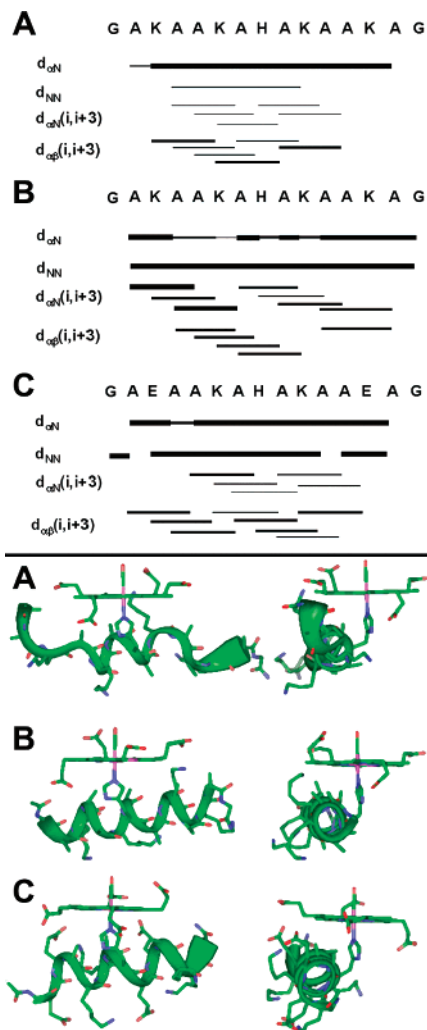 A
G A K A A K A H A K A A K A G
dαN
dNN
dαN(i,i+3)
dαβ(i,i+3)
B
G A K A A K A H A K A A K A G
dαN
dNN
dαN(i,i+3)
dαβ(i,i+3)
C
G A E A A K A H A K A A E A G
dαN
dNN
dαN(i,i+3)
dαβ(i,i+3)
A
B
C